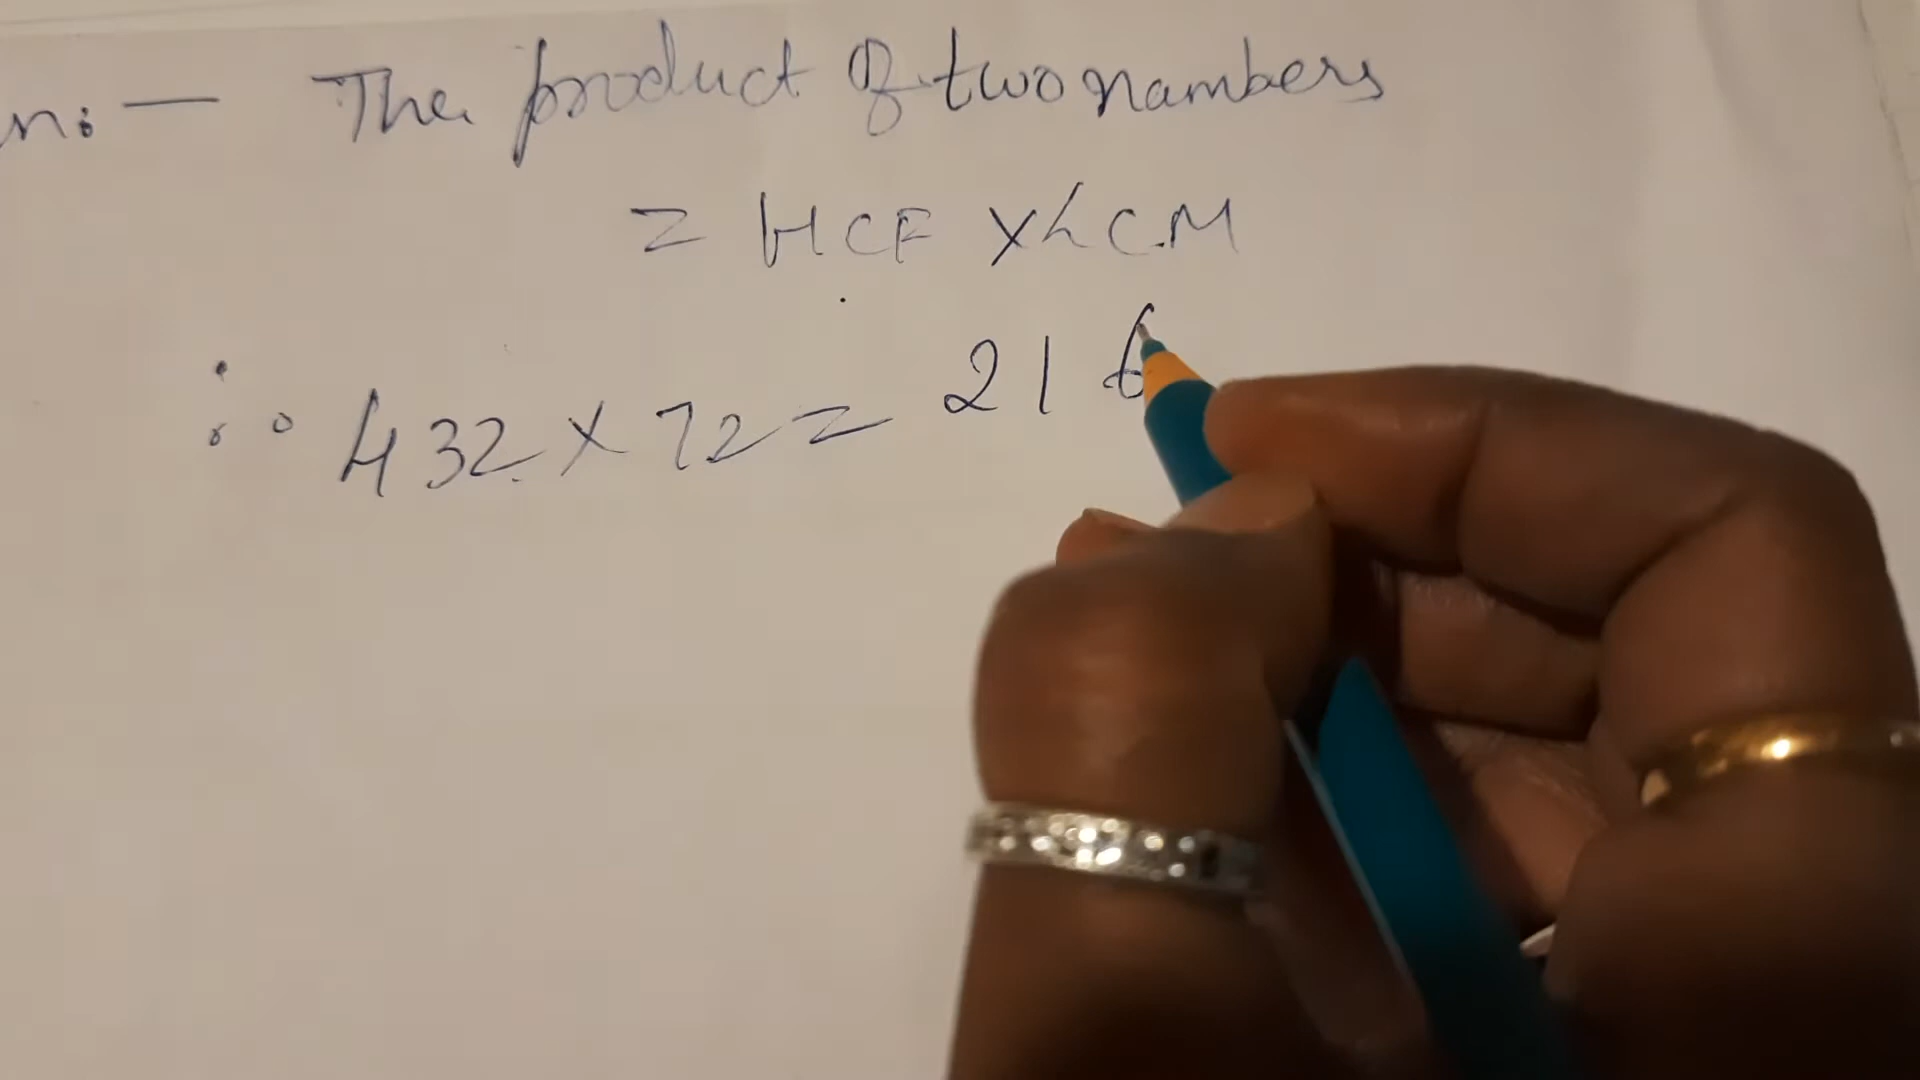 n: — The product of two numbers
= HCF × LCM
∴ 432 × 72 = 216